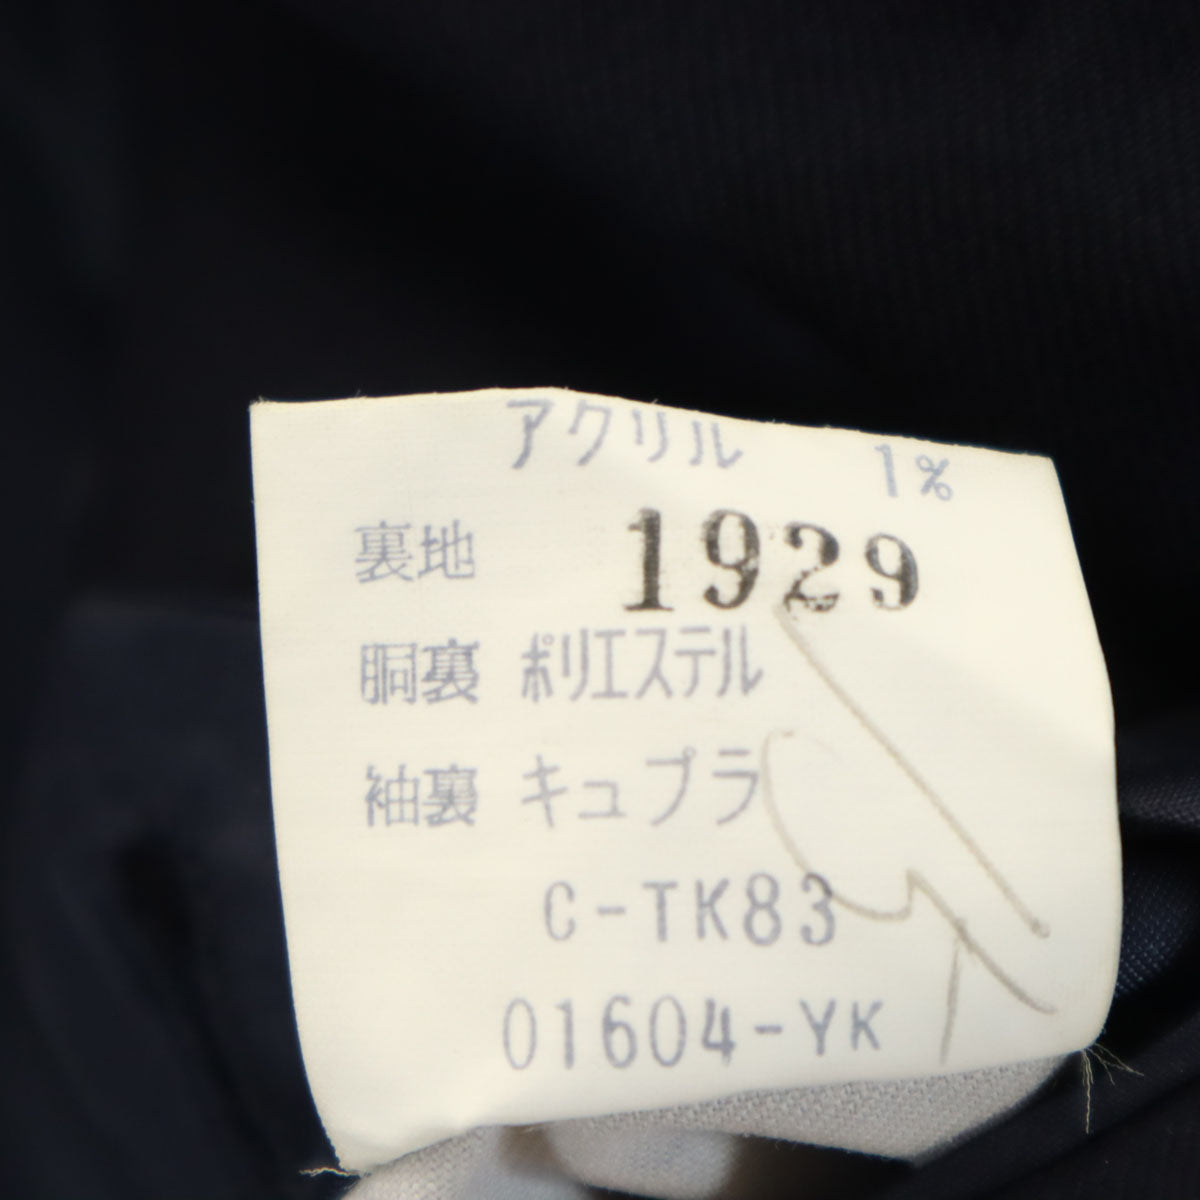 アクリル 1%
裏地 1929
胴裏 ポリエステル
袖裏 キュプラ
C-TK83
01604-YK